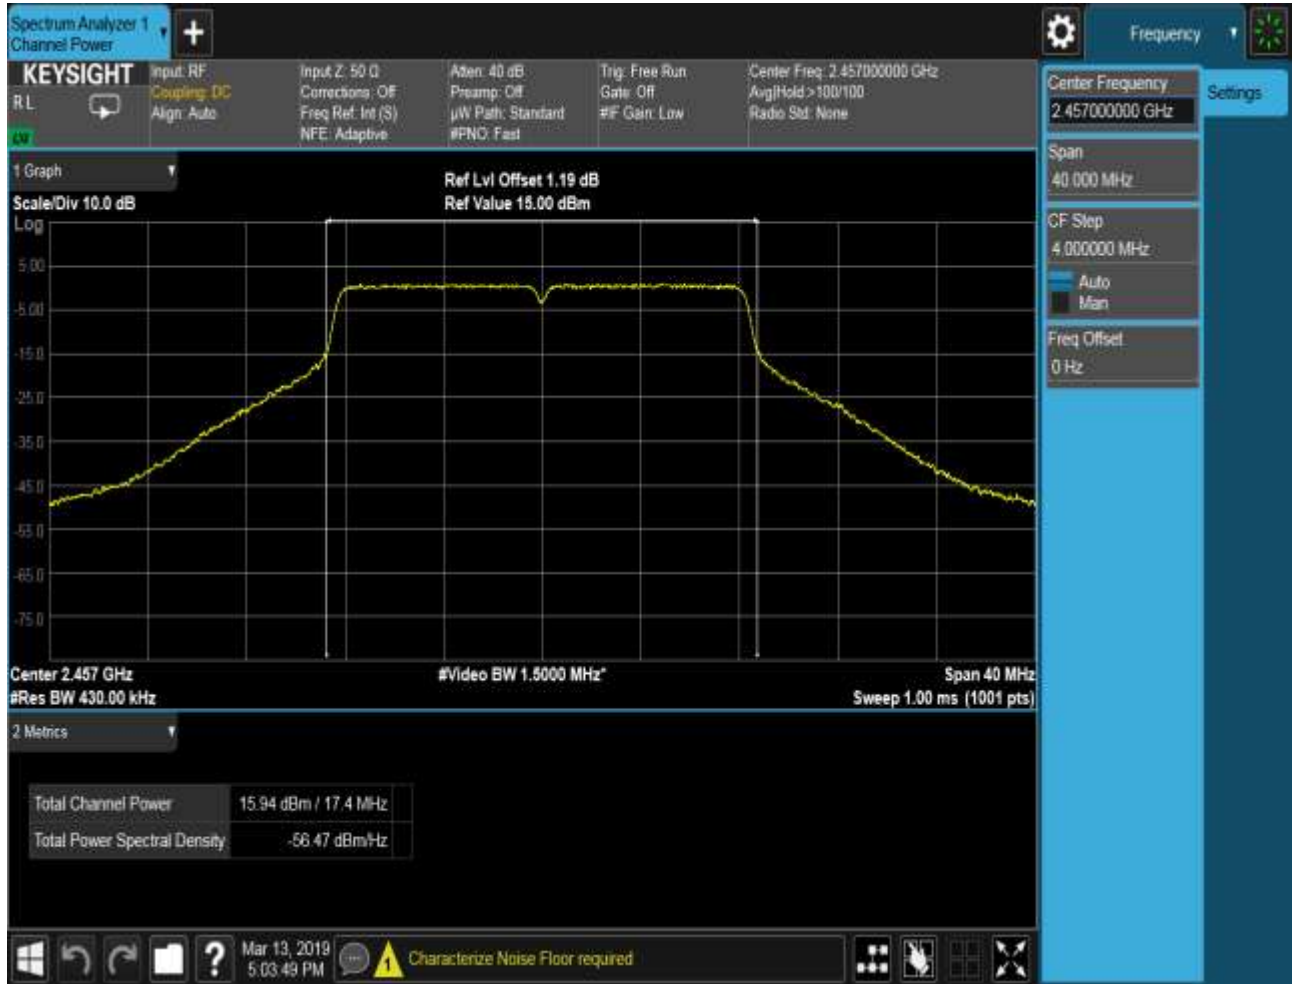 Spectrum Analyzer 1
Channel Power
+
Frequency
KEYSIGHT
RL
Input: RF
Coupling: DC
Align: Auto
Input Z: 50 Ω
Corrections: Off
Freq Ref: Int (S)
NFE: Adaptive
Atten: 40 dB
Preamp: Off
µW Path: Standard
#PNO: Fast
Trig: Free Run
Gate: Off
#IF Gain: Low
Center Freq: 2.457000000 GHz
Avg|Hold:>100/100
Radio Std: None
Center Frequency
2.457000000 GHz
Settings
Span
40.000 MHz
CF Step
4.000000 MHz
Auto
Man
Freq Offset
0 Hz
1 Graph
Scale/Div 10.0 dB
Ref Lvl Offset 1.19 dB
Ref Value 15.00 dBm
Log
5.00
-5.00
-15.0
-25.0
-35.0
-45.0
-55.0
-65.0
-75.0
Center 2.457 GHz
#Video BW 1.5000 MHz*
Span 40 MHz
#Res BW 430.00 kHz
Sweep 1.00 ms (1001 pts)
2 Metrics
Total Channel Power 15.94 dBm / 17.4 MHz
Total Power Spectral Density -56.47 dBm/Hz
?
Mar 13, 2019
5:03:49 PM
1
Characterize Noise Floor required